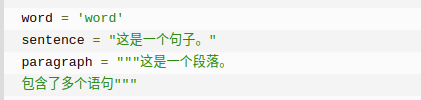 word = 'word'
sentence = "这是一个句子。"
paragraph = """这是一个段落。
包含了多个语句"""